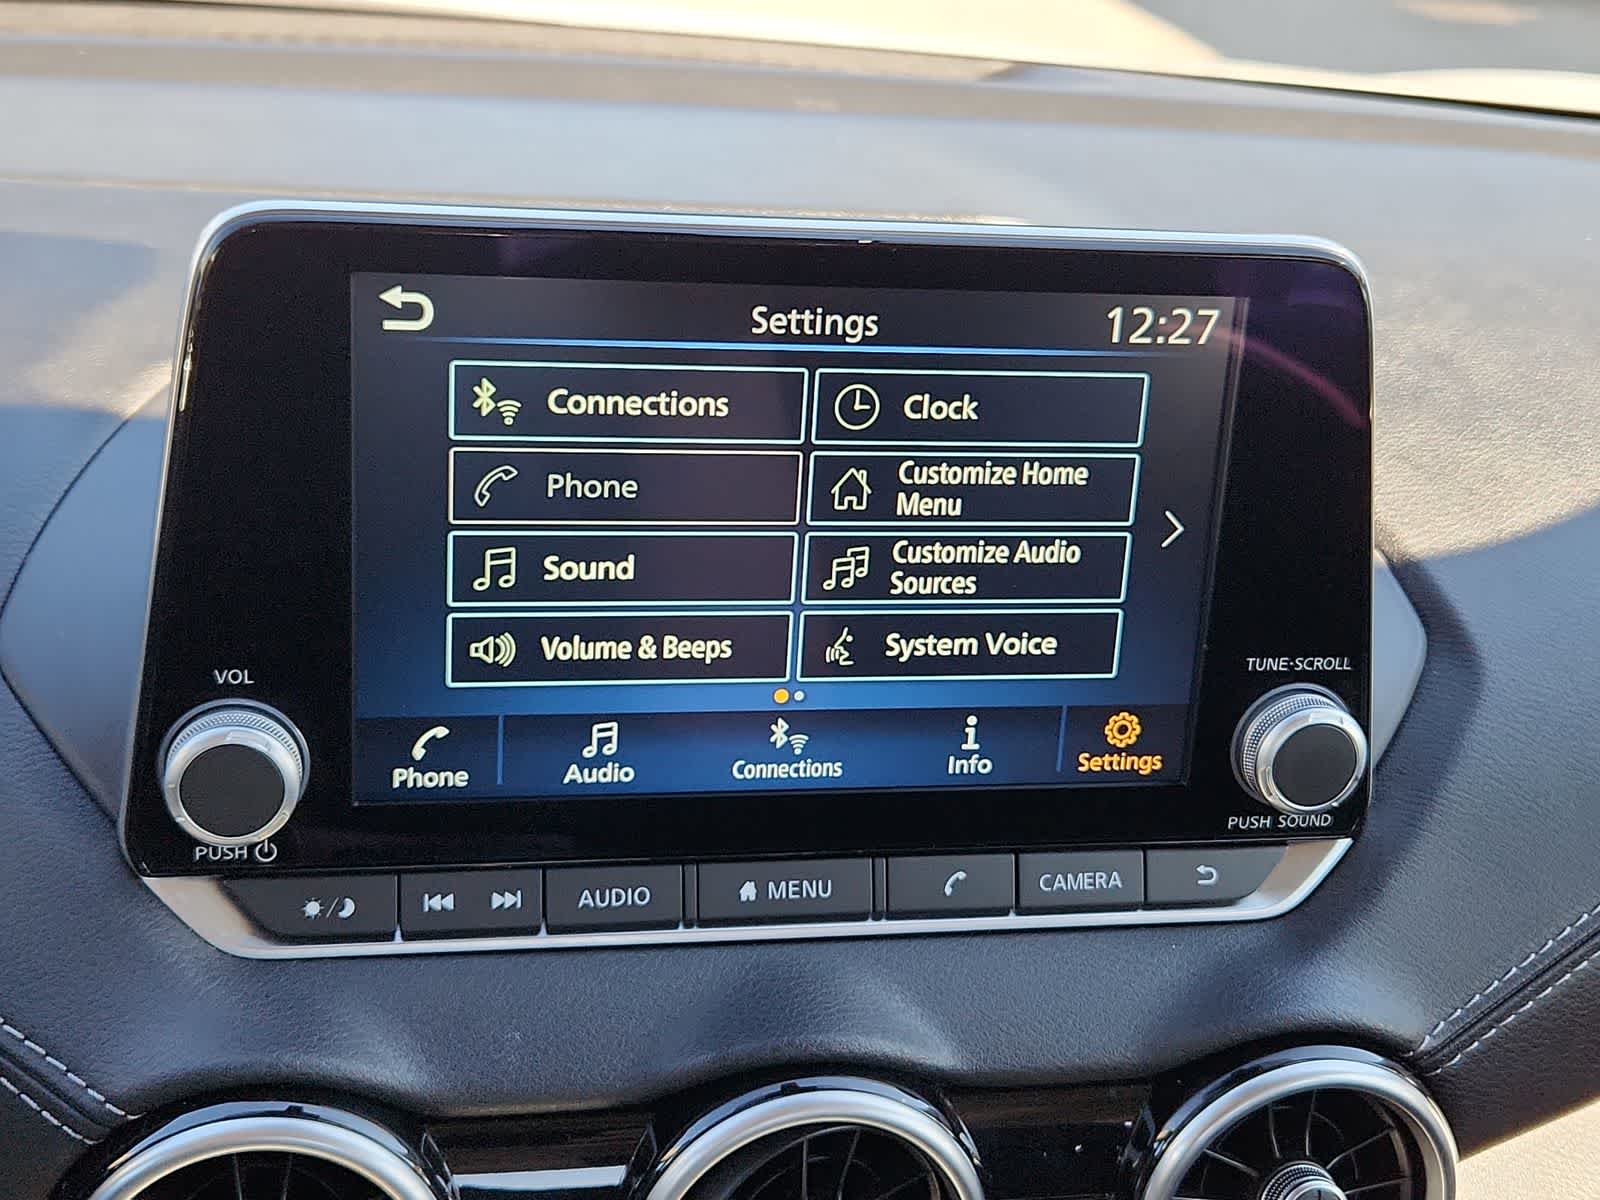 Settings
12:27
Connections
Clock
Phone
Customize Home
Menu
Sound
Customize Audio
Sources
Volume & Beeps
System Voice
Phone
Audio
Connections
Info
Settings
VOL
PUSH
TUNE·SCROLL
PUSH SOUND
AUDIO
MENU
CAMERA